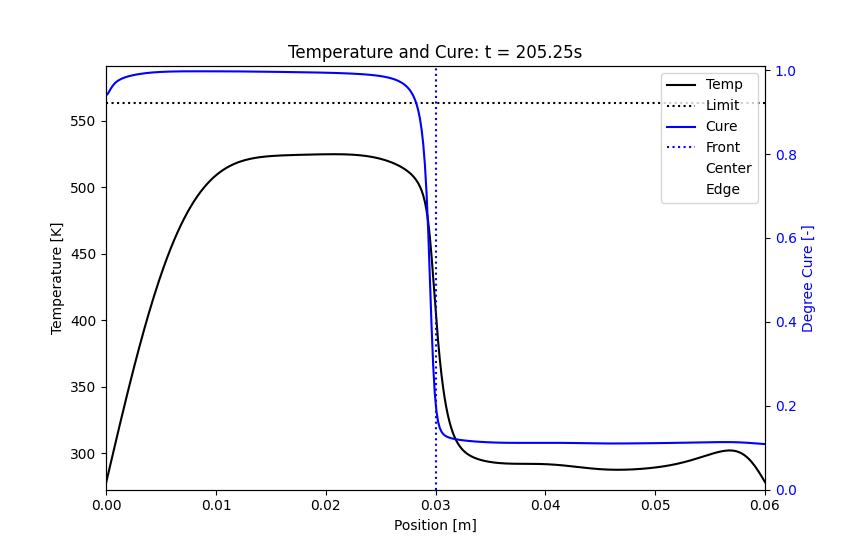 Temperature and Cure: t = 205.25s
Temp
Limit
Cure
Front
Center
Edge
Temperature [K]
550
500
450
400
350
300
Degree Cure [-]
1.0
0.8
0.6
0.4
0.2
0.0
0.00 0.01 0.02 0.03 0.04 0.05 0.06
Position [m]